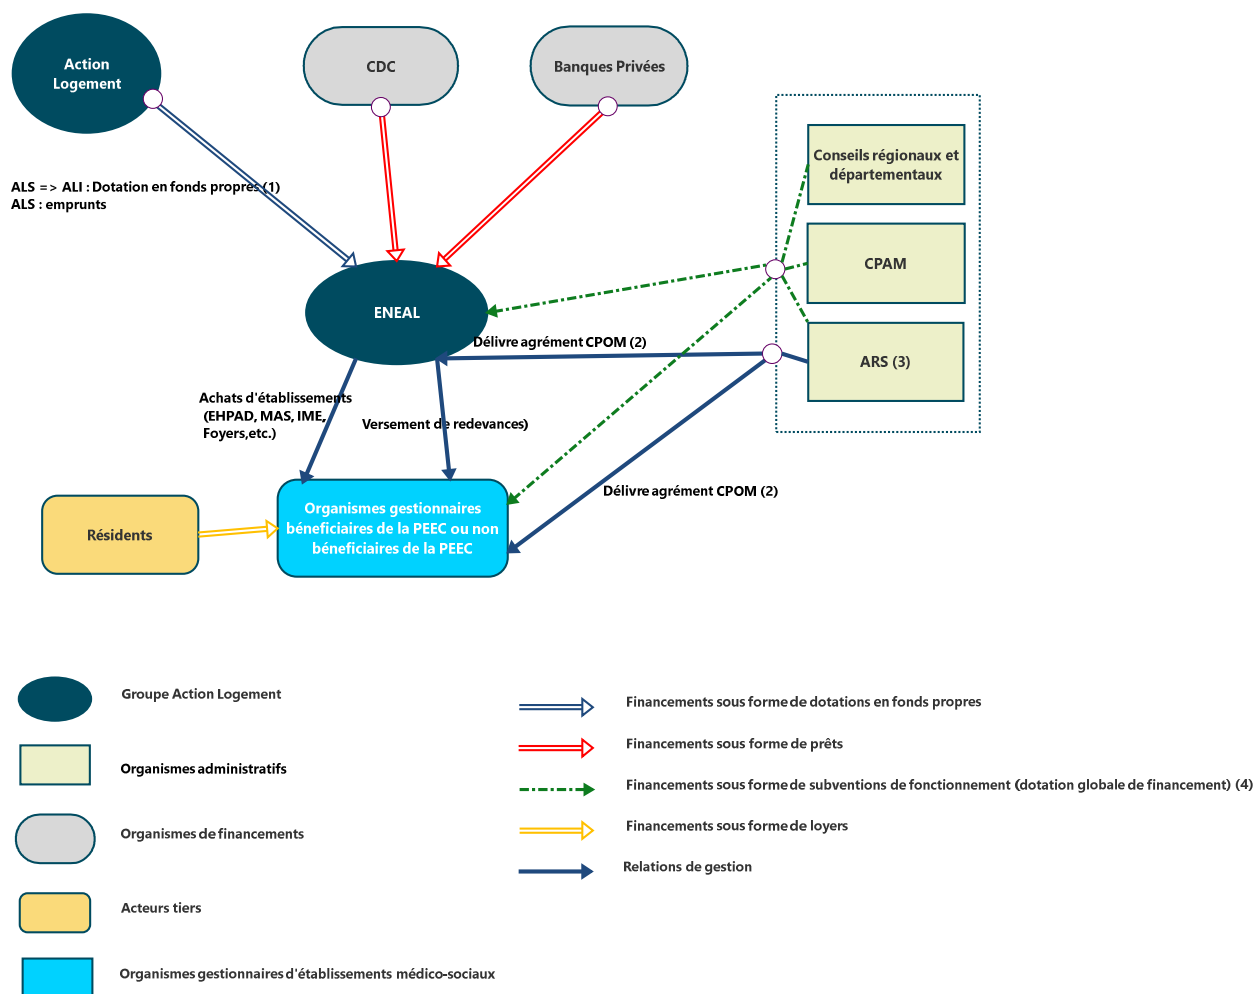 Action
Logement
CDC
Banques Privées
Conseils régionaux et
départementaux
ALS => ALI : Dotation en fonds propres (1)
ALS : emprunts
CPAM
ENEAL
Délivre agrément CPOM (2)
ARS (3)
Achats d'établissements
(EHPAD, MAS, IME,
Foyers,etc.)
Versement de redevances)
Délivre agrément CPOM (2)
Résidents
Organismes gestionnaires
béneficiaires de la PEEC ou non
béneficiaires de la PEEC
Groupe Action Logement
Organismes administratifs
Organismes de financements
Acteurs tiers
Organismes gestionnaires d'établissements médico-sociaux
Financements sous forme de dotations en fonds propres
Financements sous forme de prêts
Financements sous forme de subventions de fonctionnement (dotation globale de financement) (4)
Financements sous forme de loyers
Relations de gestion